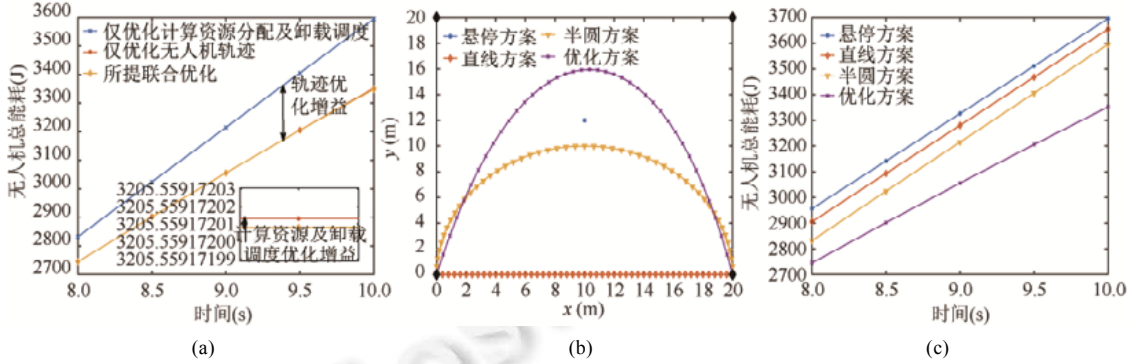 3600
3500
3400
3300
3200
3100
3000
2900
2800
2700
无人机总能耗(J)
仅优化计算资源分配及卸载调度
仅优化无人机轨迹
所提联合优化
轨迹优
化增益
3205.55917203
3205.55917202
3205.55917201
3205.55917200
3205.55917199
计算资源及卸载
调度优化增益
8.0 8.5 9.0 9.5 10.0
时间(s)
(a)
20
18
16
14
12
10
8
6
4
2
0
y (m)
悬停方案 半圆方案
直线方案 优化方案
0 2 4 6 8 10 12 14 16 18 20
x (m)
(b)
3700
3600
3500
3400
3300
3200
3100
3000
2900
2800
2700
无人机总能耗(J)
悬停方案
直线方案
半圆方案
优化方案
8.0 8.5 9.0 9.5 10.0
时间(s)
(c)